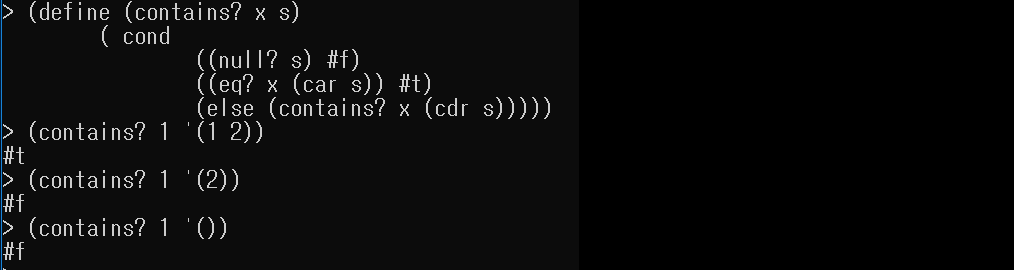 > (define (contains? x s)
( cond
((null? s) #f)
((eq? x (car s)) #t)
(else (contains? x (cdr s)))))
> (contains? 1 '(1 2))
#t
> (contains? 1 '(2))
#f
> (contains? 1 '())
#f